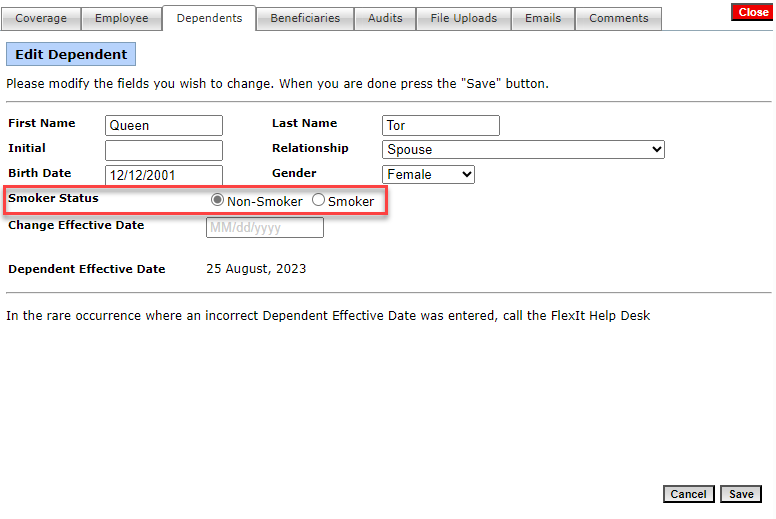 Coverage Employee Dependents Beneficiaries Audits File Uploads Emails Comments Close
Edit Dependent
Please modify the fields you wish to change. When you are done press the "Save" button.
First Name Queen Last Name Tor
Initial Relationship Spouse
Birth Date 12/12/2001 Gender Female
Smoker Status Non-Smoker Smoker
Change Effective Date MM/dd/yyyy
Dependent Effective Date 25 August, 2023
In the rare occurrence where an incorrect Dependent Effective Date was entered, call the FlexIt Help Desk
Cancel Save